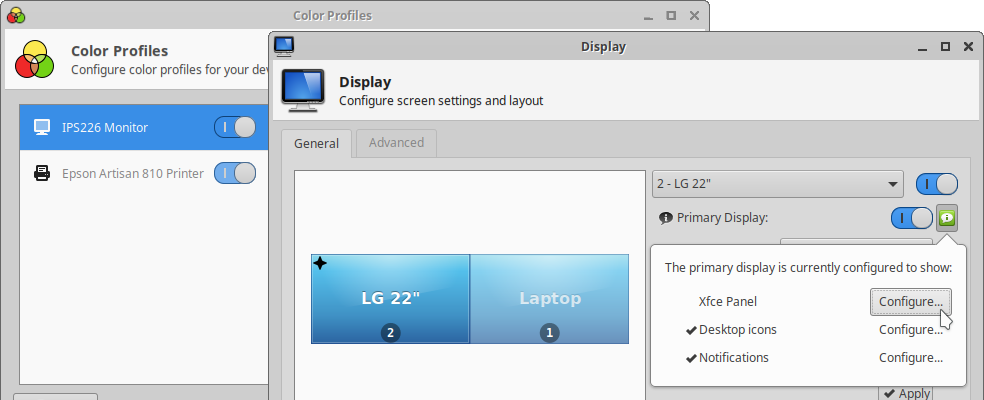 Color Profiles
Color Profiles
Configure color profiles for your
IPS226 Monitor
Epson Artisan 810 Printer
Display
Display
Configure screen settings and layout
General
Advanced
2 - LG 22"
Primary Display:
LG 22"
2
Laptop
1
The primary display is currently configured to show:
Xfce Panel
Configure...
Desktop icons
Configure...
Notifications
Configure...
Apply